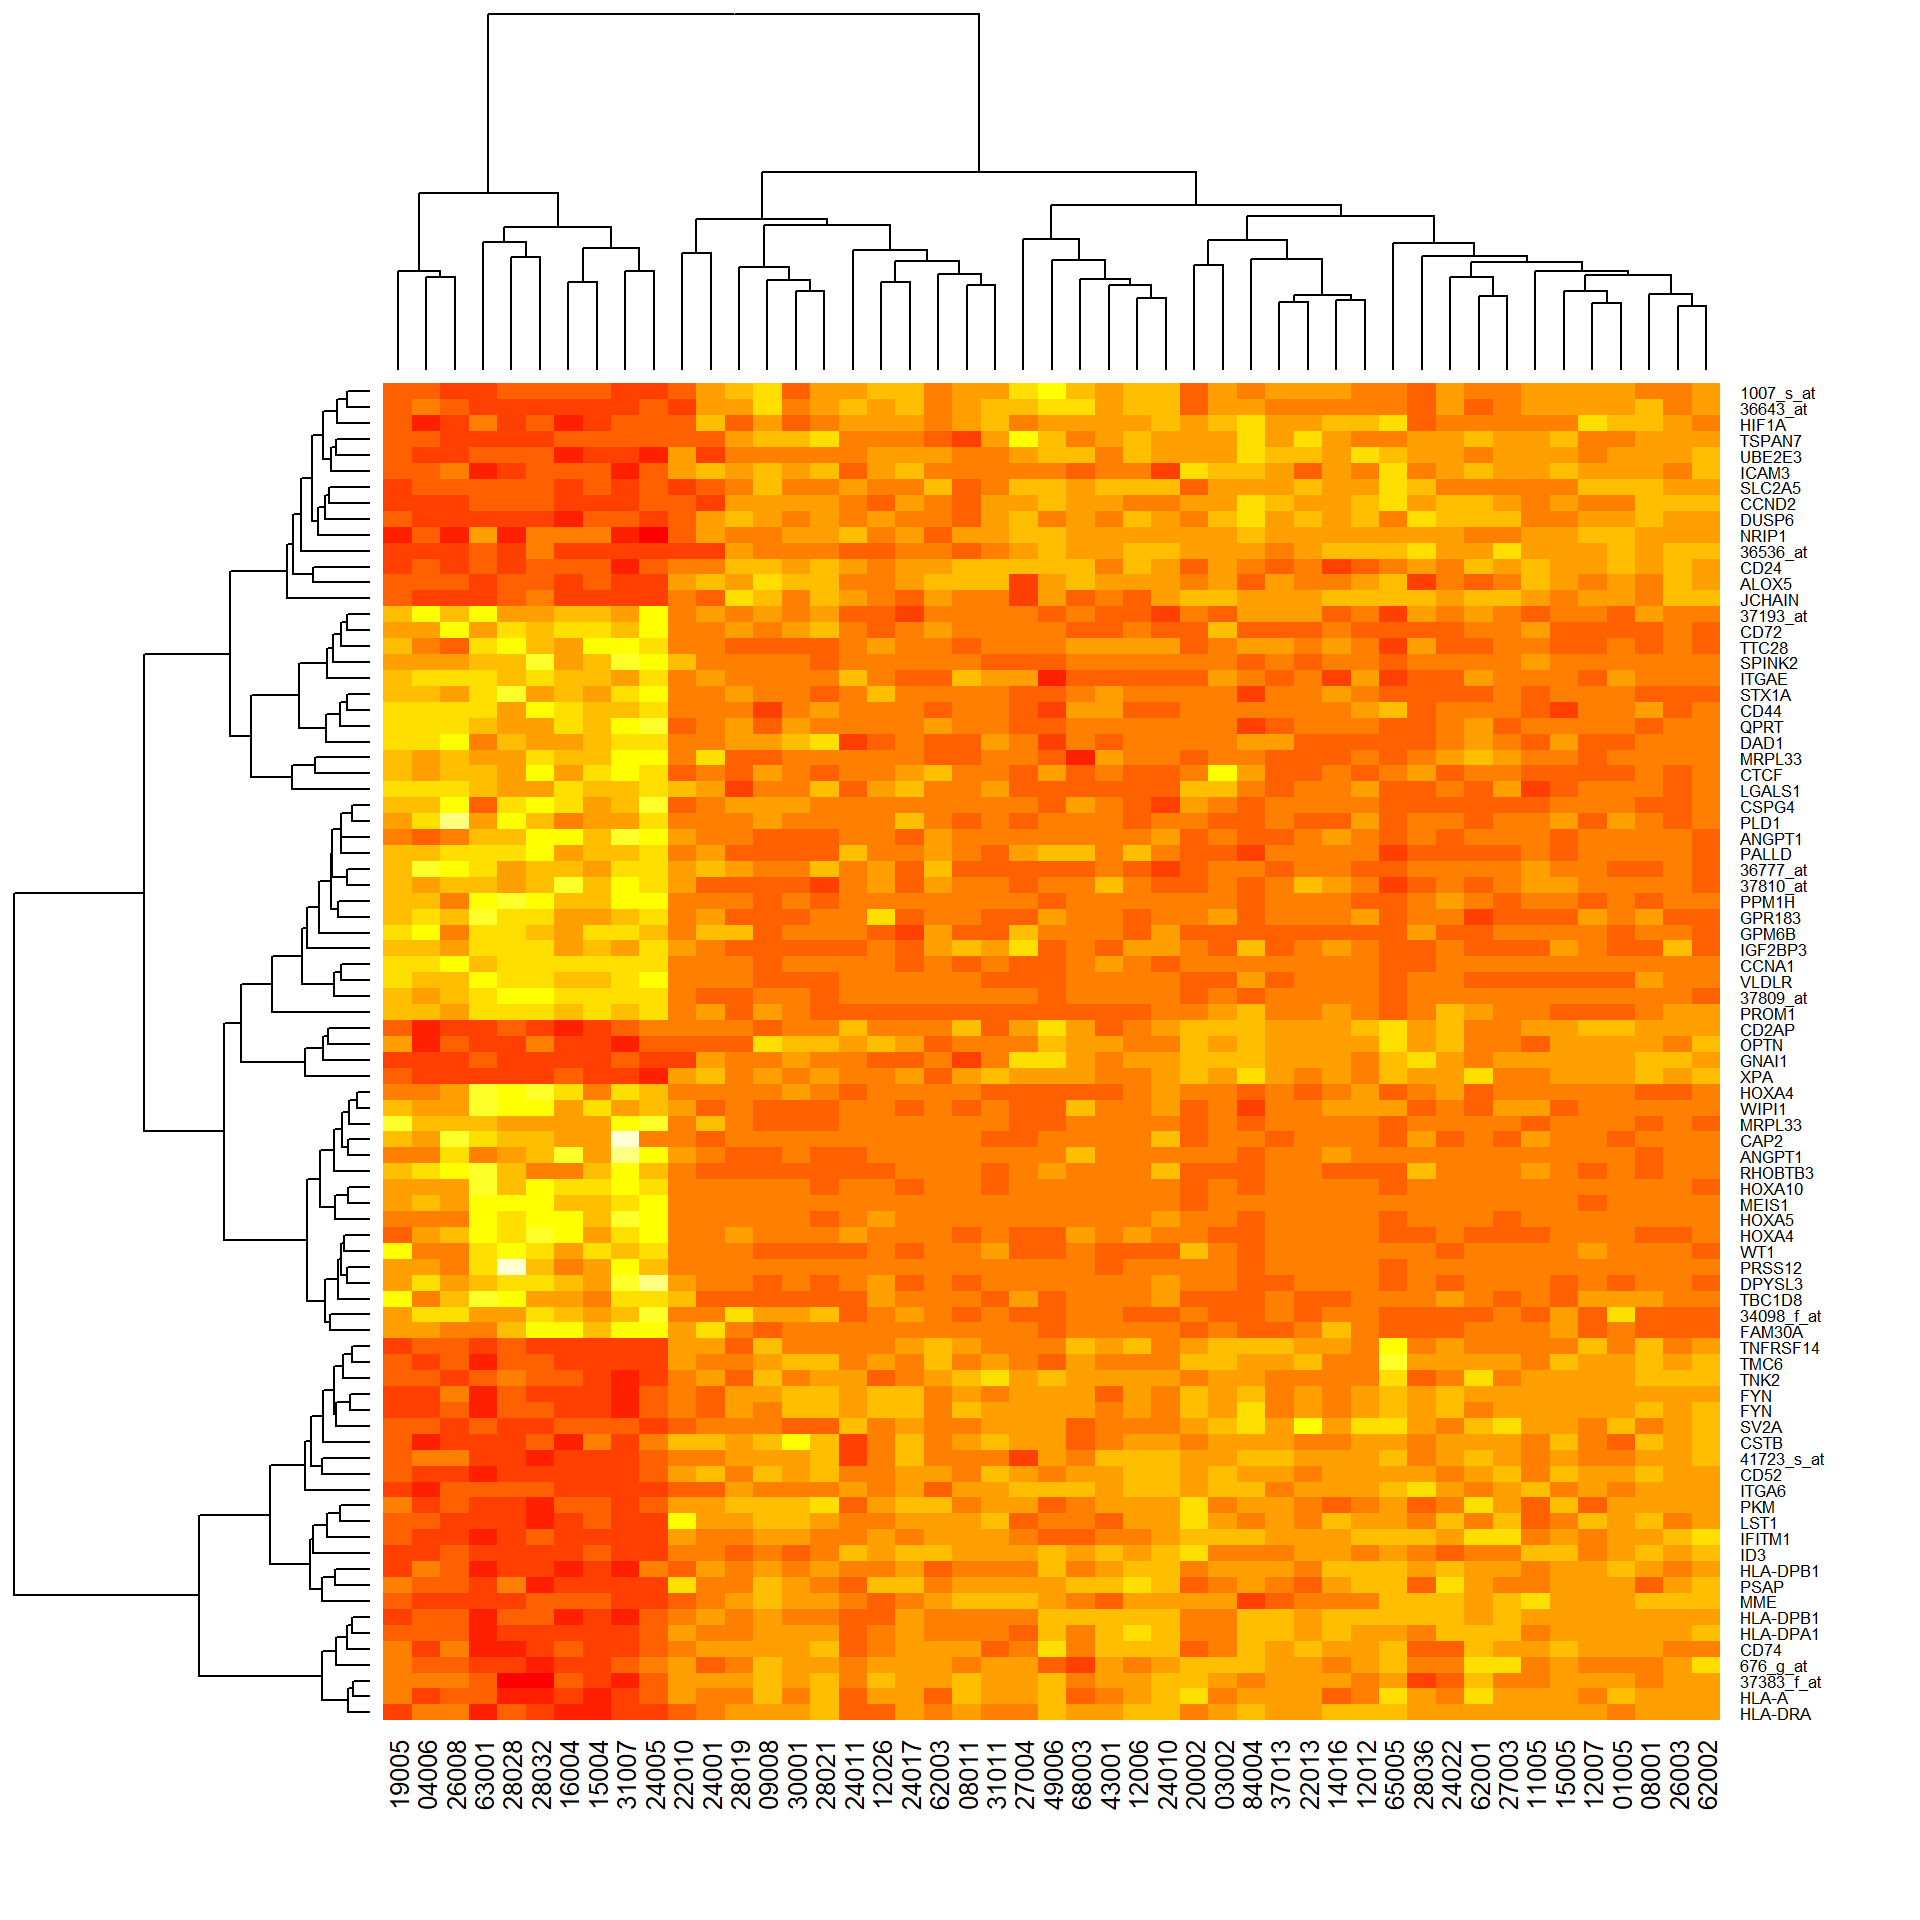 1007_s_at
36643_at
HIF1A
TSPAN7
UBE2E3
ICAM3
SLC2A5
CCND2
DUSP6
NRIP1
36536_at
CD24
ALOX5
JCHAIN
37193_at
CD72
TTC28
SPINK2
ITGAE
STX1A
CD44
QPRT
DAD1
MRPL33
CTCF
LGALS1
CSPG4
PLD1
ANGPT1
PALLD
36777_at
37810_at
PPM1H
GPR183
GPM6B
IGF2BP3
CCNA1
VLDLR
37809_at
PROM1
CD2AP
OPTN
GNAI1
XPA
HOXA4
WIPI1
MRPL33
CAP2
ANGPT1
RHOBTB3
HOXA10
MEIS1
HOXA5
HOXA4
WT1
PRSS12
DPYSL3
TBC1D8
34098_f_at
FAM30A
TNFRSF14
TMC6
TNK2
FYN
FYN
SV2A
CSTB
41723_s_at
CD52
ITGA6
PKM
LST1
IFITM1
ID3
HLA-DPB1
PSAP
MME
HLA-DPB1
HLA-DPA1
CD74
676_g_at
37383_f_at
HLA-A
HLA-DRA
19005
04006
26008
63001
28028
28032
16004
15004
31007
24005
22010
24001
28019
09008
30001
28021
24011
12026
24017
62003
08011
31011
27004
49006
68003
43001
12006
24010
20002
03002
84004
37013
22013
14016
12012
65005
28036
24022
62001
27003
11005
15005
12007
01005
08001
26003
62002